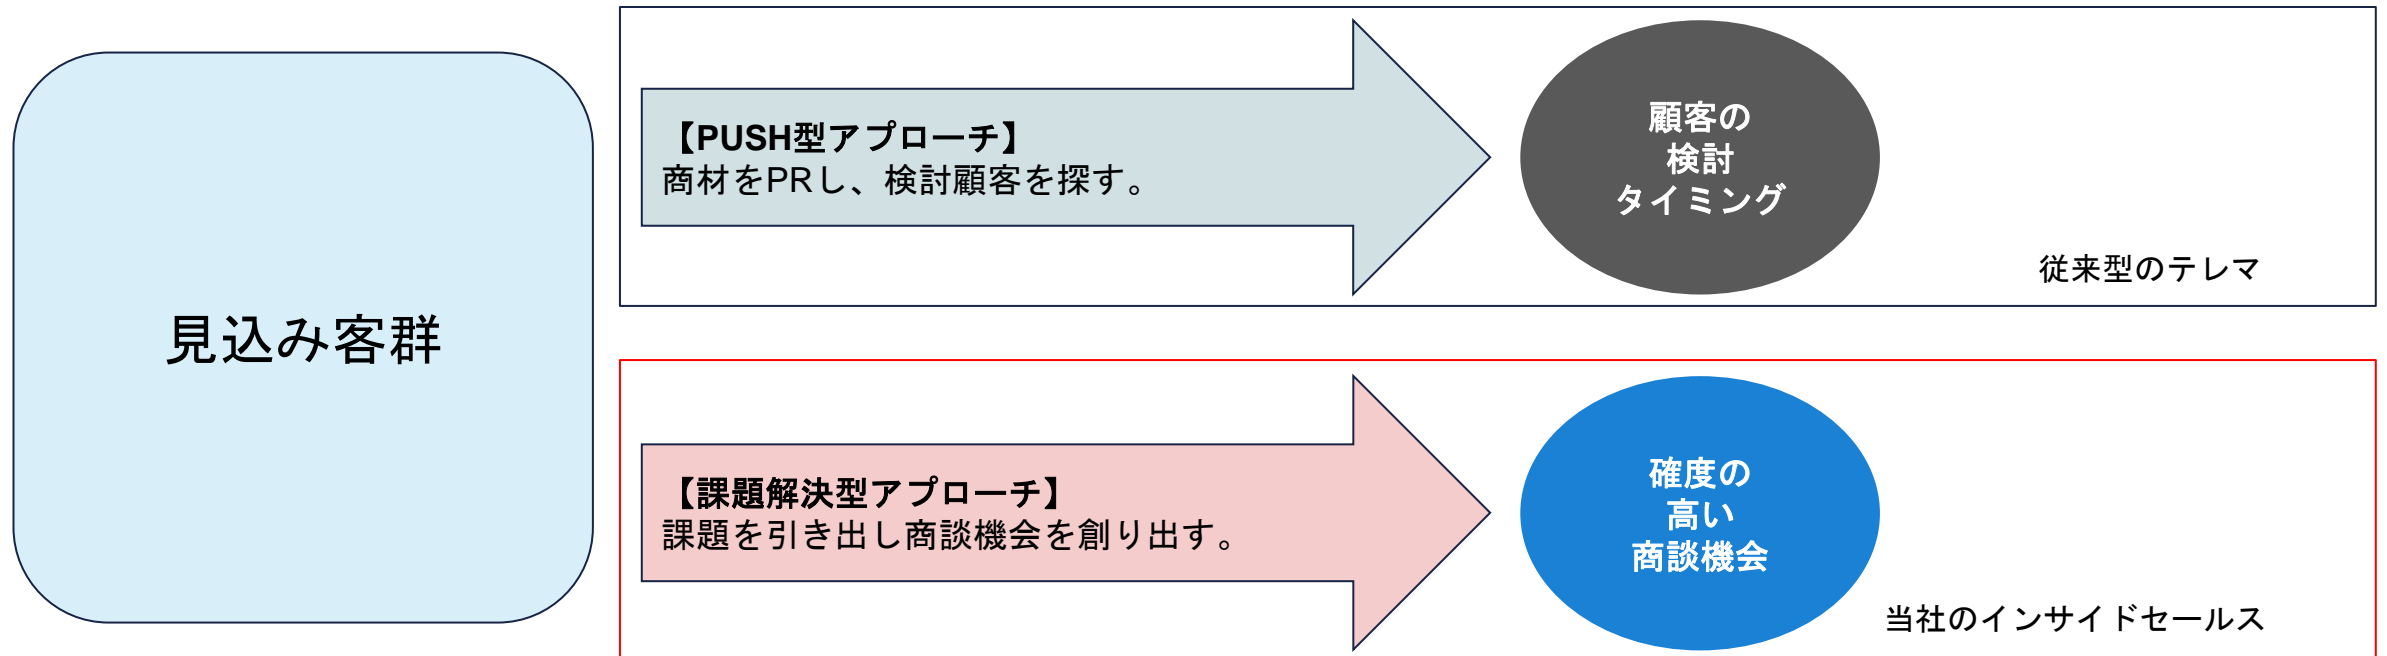 見込み客群
【PUSH型アプローチ】
商材をPRし、検討顧客を探す。
顧客の
検討
タイミング
従来型のテレマ
【課題解決型アプローチ】
課題を引き出し商談機会を創り出す。
確度の
高い
商談機会
当社のインサイドセールス